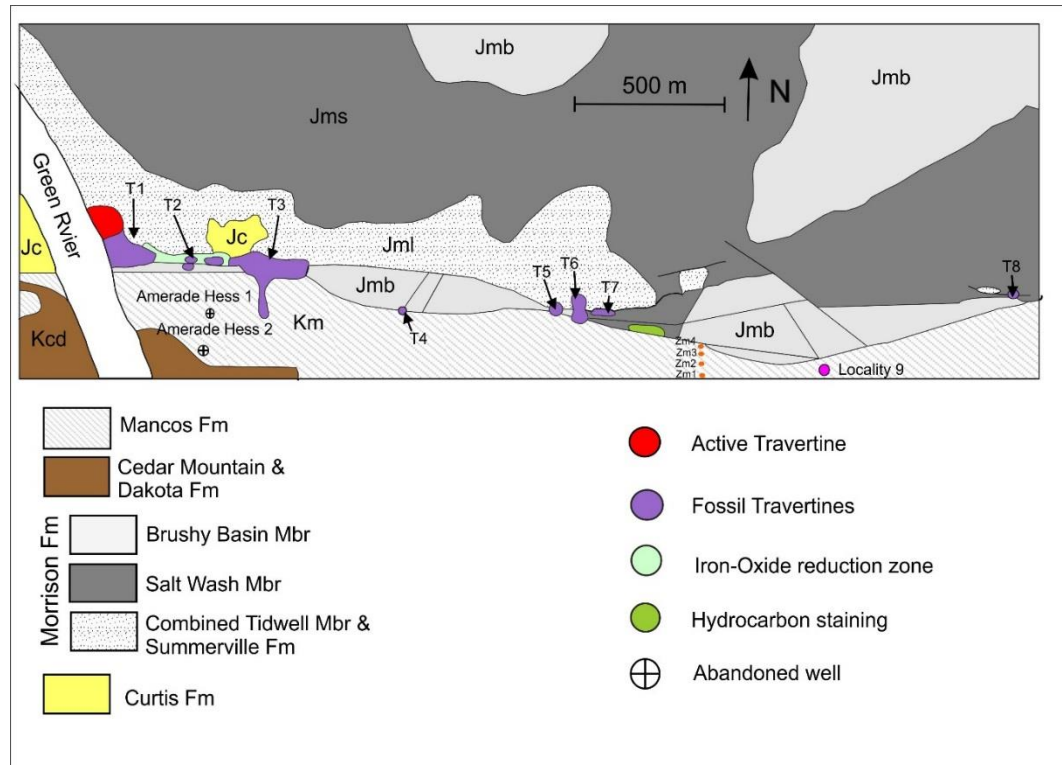 Jmb
Jmb
500 m
N
Jms
Green Rvier
T1
T2
T3
Jc
Jc
Jml
T5
T6
T7
T8
Jmb
Amerade Hess 1
Km
T4
Amerade Hess 2
Jmb
Kcd
Zm4
Zm3
Zm2
Zm1
Locality 9
Mancos Fm
Cedar Mountain &
Dakota Fm
Morrison Fm
Brushy Basin Mbr
Salt Wash Mbr
Combined Tidwell Mbr &
Summerville Fm
Curtis Fm
Active Travertine
Fossil Travertines
Iron-Oxide reduction zone
Hydrocarbon staining
Abandoned well